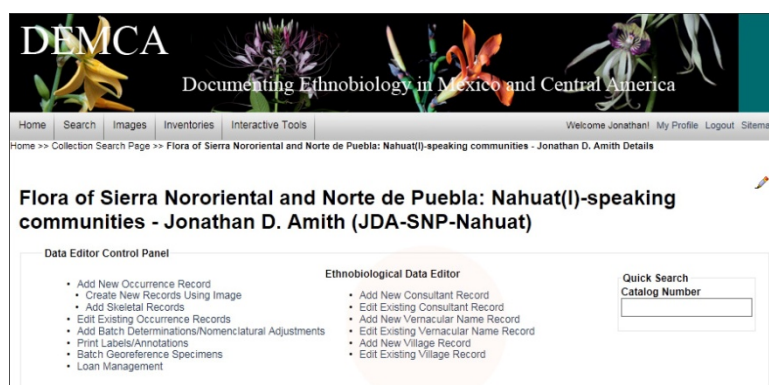 DEMCA
Documenting Ethnobiology in Mexico and Central America
Home Search Images Inventories Interactive Tools Welcome Jonathan! My Profile Logout Sitema
Home >> Collection Search Page >> Flora of Sierra Nororiental and Norte de Puebla: Nahuat(l)-speaking communities - Jonathan D. Amith Details
Flora of Sierra Nororiental and Norte de Puebla: Nahuat(l)-speaking
communities - Jonathan D. Amith (JDA-SNP-Nahuat)
Data Editor Control Panel
• Add New Occurrence Record
• Create New Records Using Image
• Add Skeletal Records
• Edit Existing Occurrence Records
• Add Batch Determinations/Nomenclatural Adjustments
• Print Labels/Annotations
• Batch Georeference Specimens
• Loan Management
Ethnobiological Data Editor
• Add New Consultant Record
• Edit Existing Consultant Record
• Add New Vernacular Name Record
• Edit Existing Vernacular Name Record
• Add New Village Record
• Edit Existing Village Record
Quick Search
Catalog Number